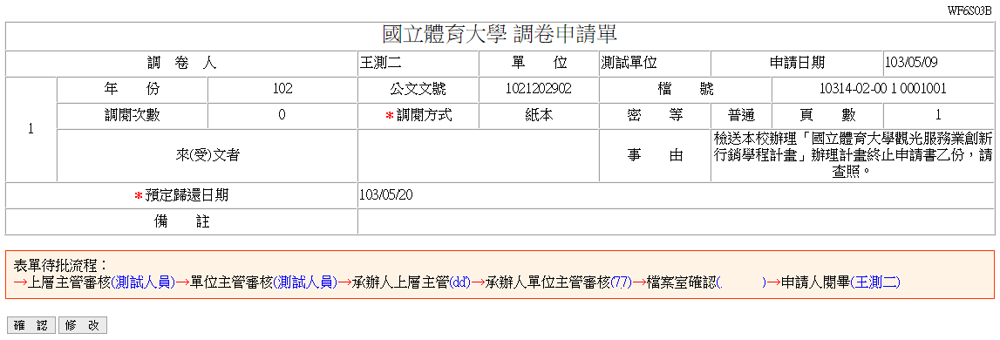 WF6S03B
國立體育大學 調卷申請單
調 卷 人 王測二 單 位 測試單位 申請日期 103/05/09
1 年 份 102 公文文號 1021202902 檔 號 10314-02-00 1 0001001
調閱次數 0 *調閱方式 紙本 密 等 普通 頁 數 1
來(受)文者 事 由 檢送本校辦理「國立體育大學觀光服務業創新
行銷學程計畫」辦理計畫終止申請書乙份，請
查照。
*預定歸還日期 103/05/20
備 註
表單待批流程：
→上層主管審核(測試人員)→單位主管審核(測試人員)→承辦人上層主管(dd)→承辦人單位主管審核(77)→檔案室確認( )→申請人閱畢(王測二)
確 認 修 改